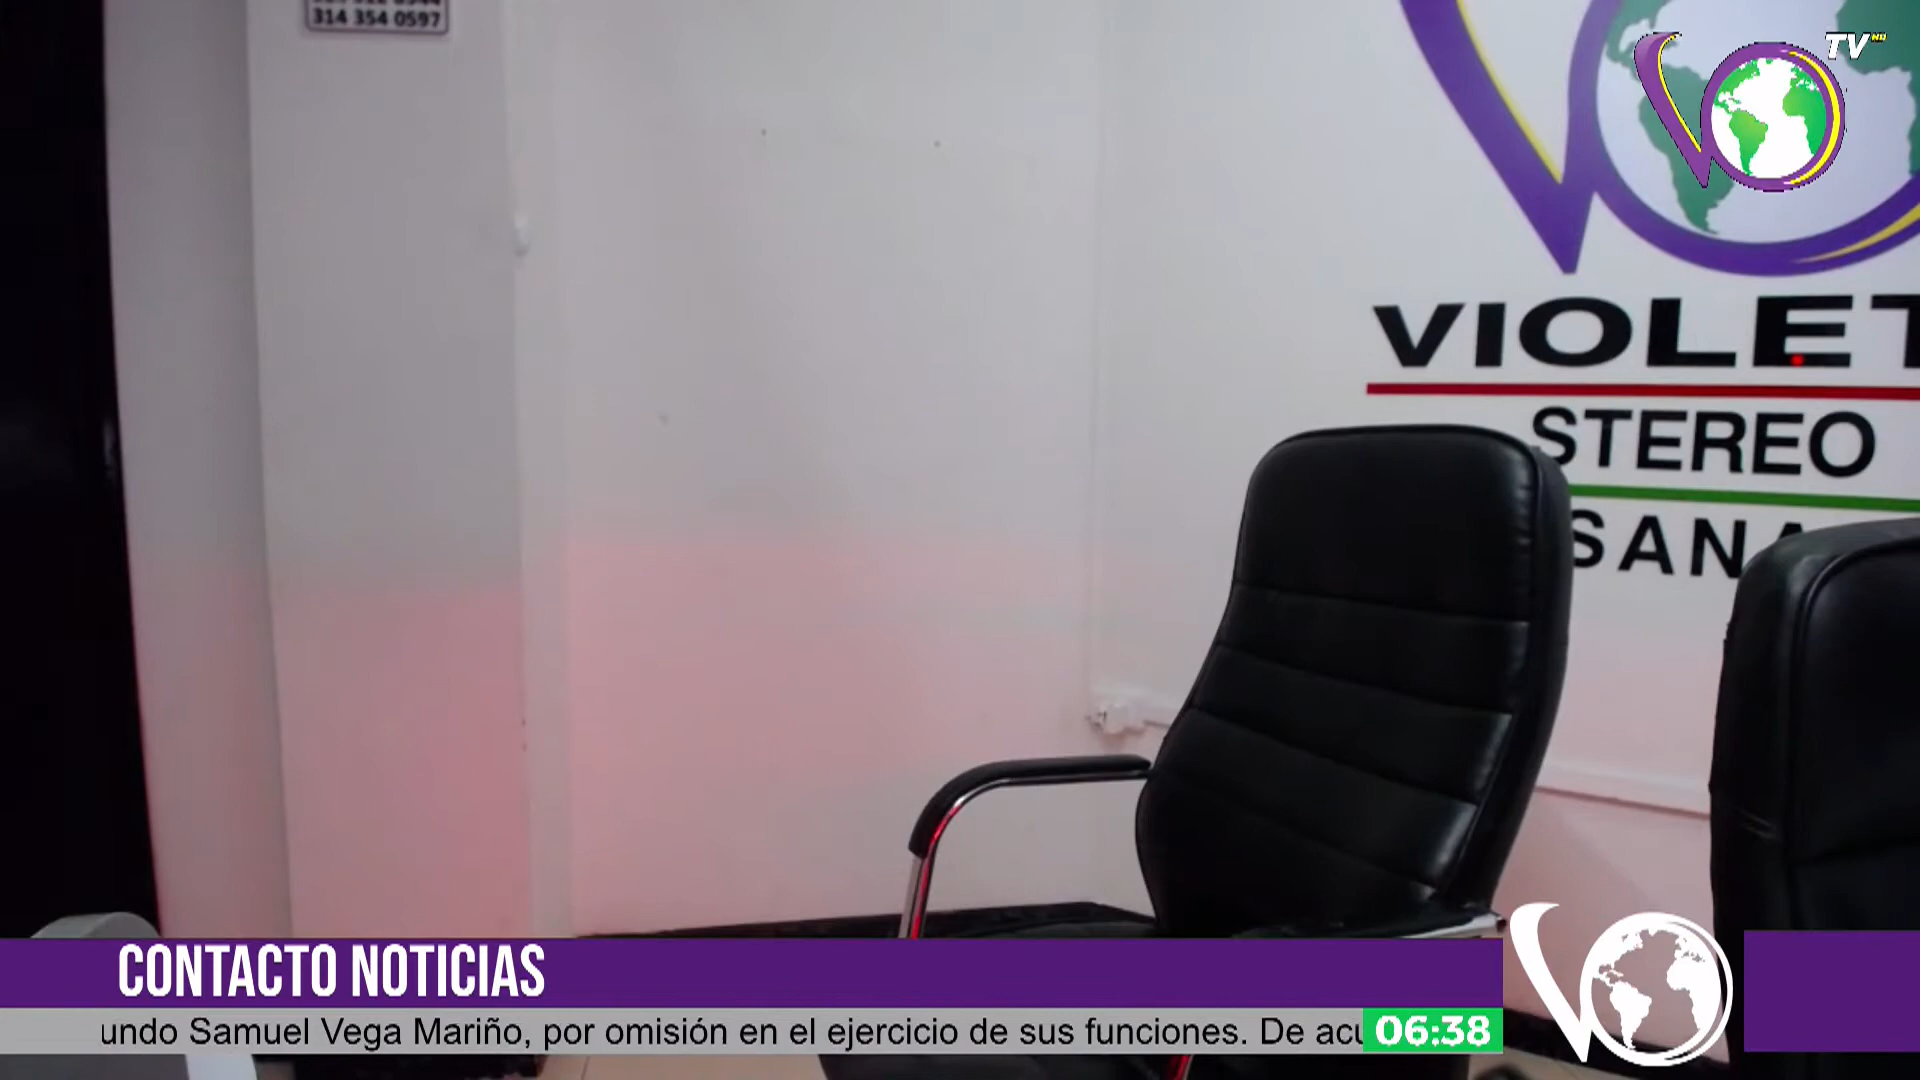 314 354 0597
TV HD
VIOLET
STEREO
SANA
CONTACTO NOTICIAS
undo Samuel Vega Mariño, por omisión en el ejercicio de sus funciones. De acu
06:38